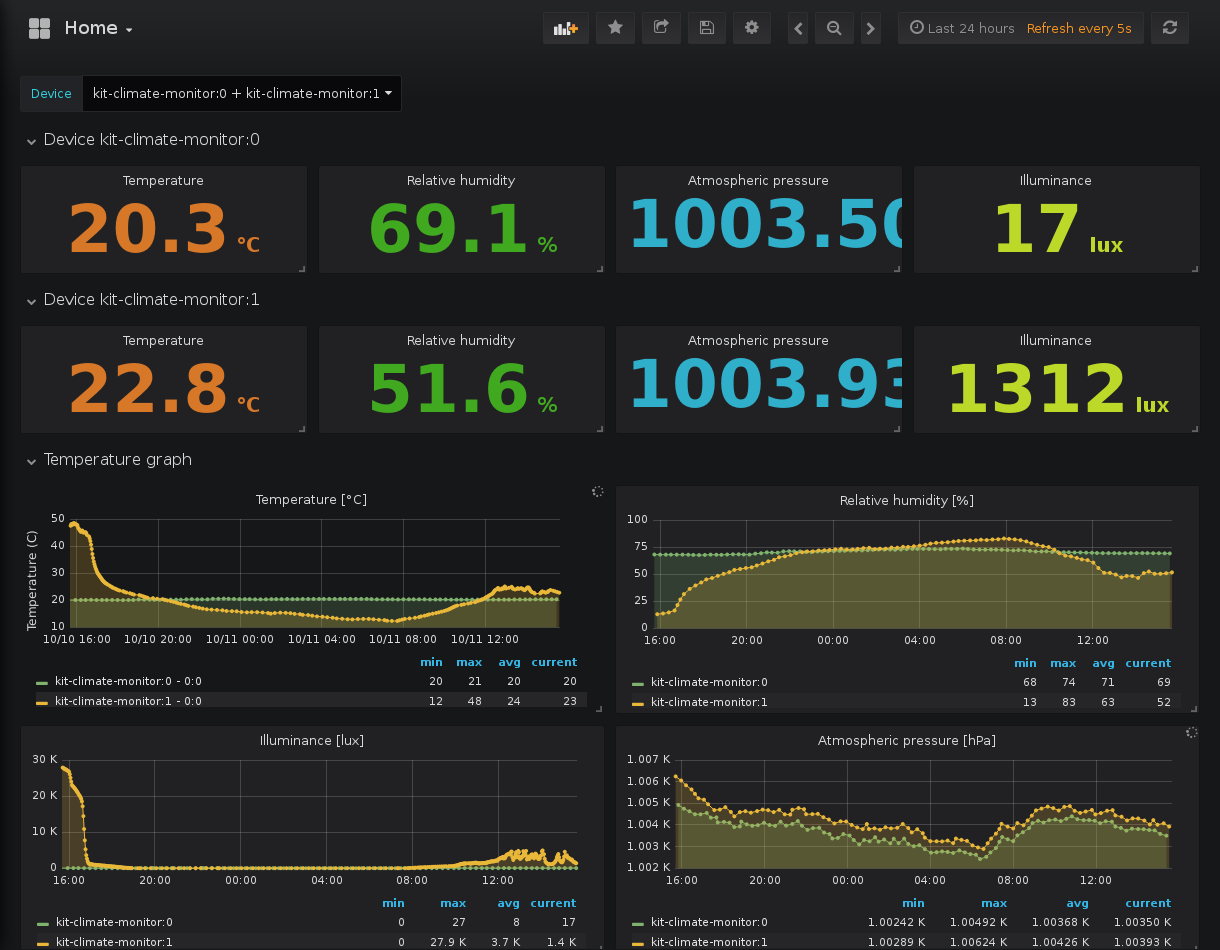 Home
Last 24 hours Refresh every 5s
Device kit-climate-monitor:0 + kit-climate-monitor:1
Device kit-climate-monitor:0
Temperature Relative humidity Atmospheric pressure Illuminance
20.3 °C 69.1 % 1003.50 17 lux
Device kit-climate-monitor:1
Temperature Relative humidity Atmospheric pressure Illuminance
22.8 °C 51.6 % 1003.93 1312 lux
Temperature graph
Temperature [°C]
Temperature (C)
50
40
30
20
10
10/10 16:00 10/10 20:00 10/11 00:00 10/11 04:00 10/11 08:00 10/11 12:00
min max avg current
kit-climate-monitor:0 - 0:0 20 21 20 20
kit-climate-monitor:1 - 0:0 12 48 24 23
Relative humidity [%]
100
75
50
25
0
16:00 20:00 00:00 04:00 08:00 12:00
min max avg current
kit-climate-monitor:0 68 74 71 69
kit-climate-monitor:1 13 83 63 52
Illuminance [lux]
30 K
20 K
10 K
0
16:00 20:00 00:00 04:00 08:00 12:00
min max avg current
kit-climate-monitor:0 0 27 8 17
kit-climate-monitor:1 0 27.9 K 3.7 K 1.4 K
Atmospheric pressure [hPa]
1.007 K
1.006 K
1.005 K
1.004 K
1.003 K
1.002 K
16:00 20:00 00:00 04:00 08:00 12:00
min max avg current
kit-climate-monitor:0 1.00242 K 1.00492 K 1.00368 K 1.00350 K
kit-climate-monitor:1 1.00289 K 1.00624 K 1.00426 K 1.00393 K